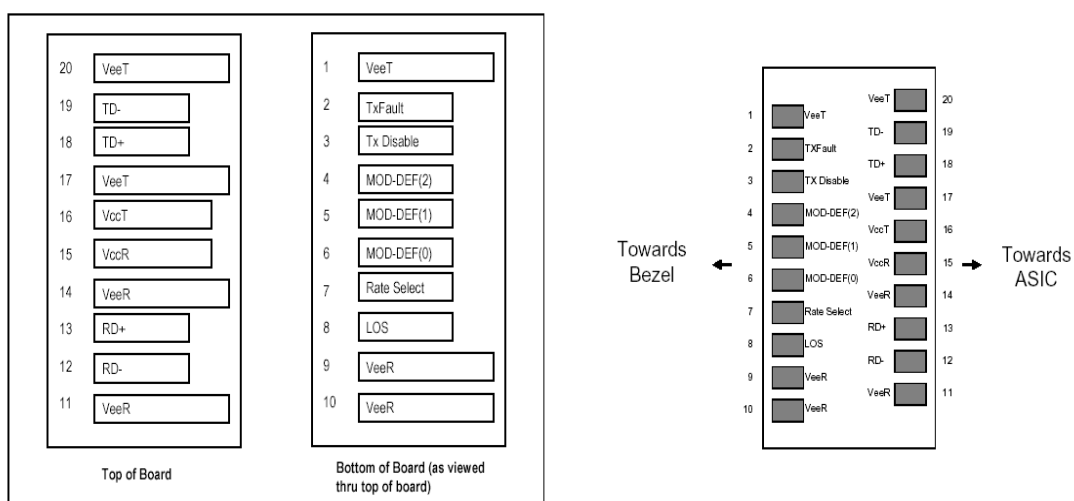 20 VeeT
19 TD-
18 TD+
17 VeeT
16 VccT
15 VccR
14 VeeR
13 RD+
12 RD-
11 VeeR
Top of Board
1 VeeT
2 TxFault
3 Tx Disable
4 MOD-DEF(2)
5 MOD-DEF(1)
6 MOD-DEF(0)
7 Rate Select
8 LOS
9 VeeR
10 VeeR
Bottom of Board (as viewed
thru top of board)
Towards
Bezel
1 VeeT
2 TXFault
3 TX Disable
4 MOD-DEF(2)
5 MOD-DEF(1)
6 MOD-DEF(0)
7 Rate Select
8 LOS
9 VeeR
10 VeeR
VeeT 20
TD- 19
TD+ 18
VeeT 17
VccT 16
VccR 15
VeeR 14
RD+ 13
RD- 12
VeeR 11
Towards
ASIC